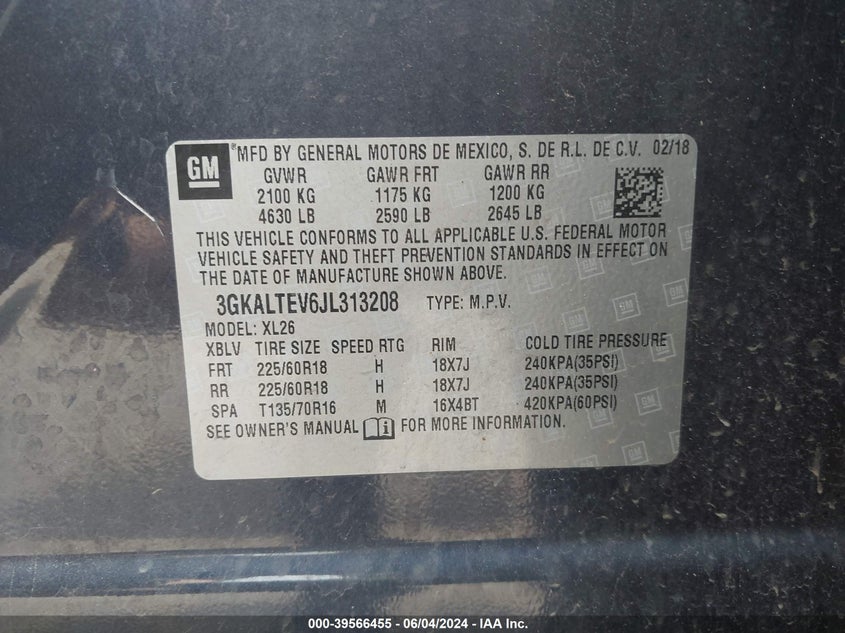 GM ® MFD BY GENERAL MOTORS DE MEXICO, S. DE R.L. DE C.V. 02/18
GVWR GAWR FRT GAWR RR
2100 KG 1175 KG 1200 KG
4630 LB 2590 LB 2645 LB
THIS VEHICLE CONFORMS TO ALL APPLICABLE U.S. FEDERAL MOTOR
VEHICLE SAFETY AND THEFT PREVENTION STANDARDS IN EFFECT ON
THE DATE OF MANUFACTURE SHOWN ABOVE.
3GKALTEV6JL313208 TYPE: M.P.V.
MODEL: XL26
XBLV TIRE SIZE SPEED RTG RIM COLD TIRE PRESSURE
FRT 225/60R18 H 18X7J 240KPA(35PSI)
RR 225/60R18 H 18X7J 240KPA(35PSI)
SPA T135/70R16 M 16X4BT 420KPA(60PSI)
SEE OWNER'S MANUAL FOR MORE INFORMATION.
000-39566455 - 06/04/2024 - IAA Inc.